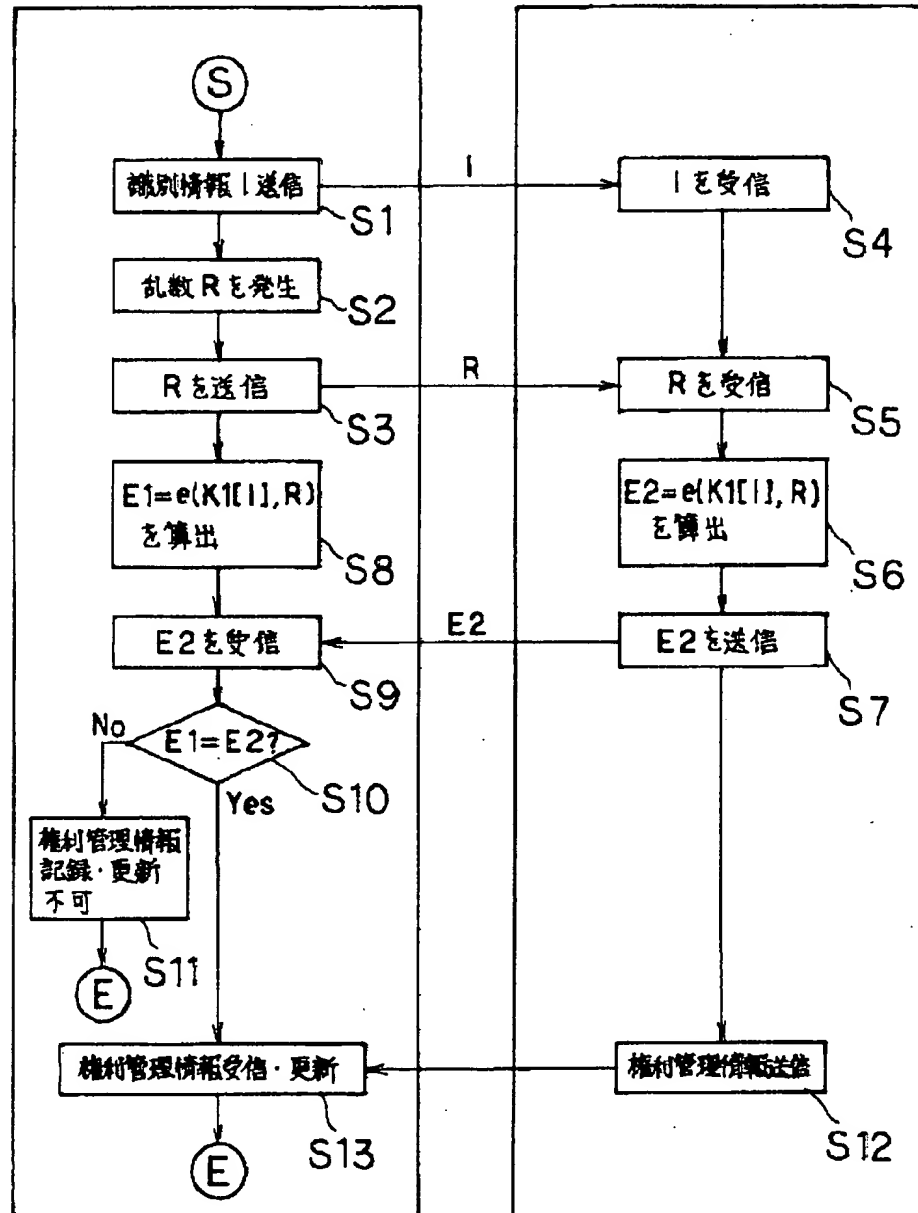 S
識別情報I送信
I
Iを受信
S1
S4
乱数Rを発生
S2
Rを送信
R
Rを受信
S3
S5
E1=e(K1[I],R)
を算出
E2=e(K1[I],R)
を算出
S8
S6
E2を受信
E2
E2を送信
S9
S7
No
E1=E2?
Yes
S10
権利管理情報
記録・更新
不可
S11
E
権利管理情報受信・更新
権利管理情報送信
S13
S12
E